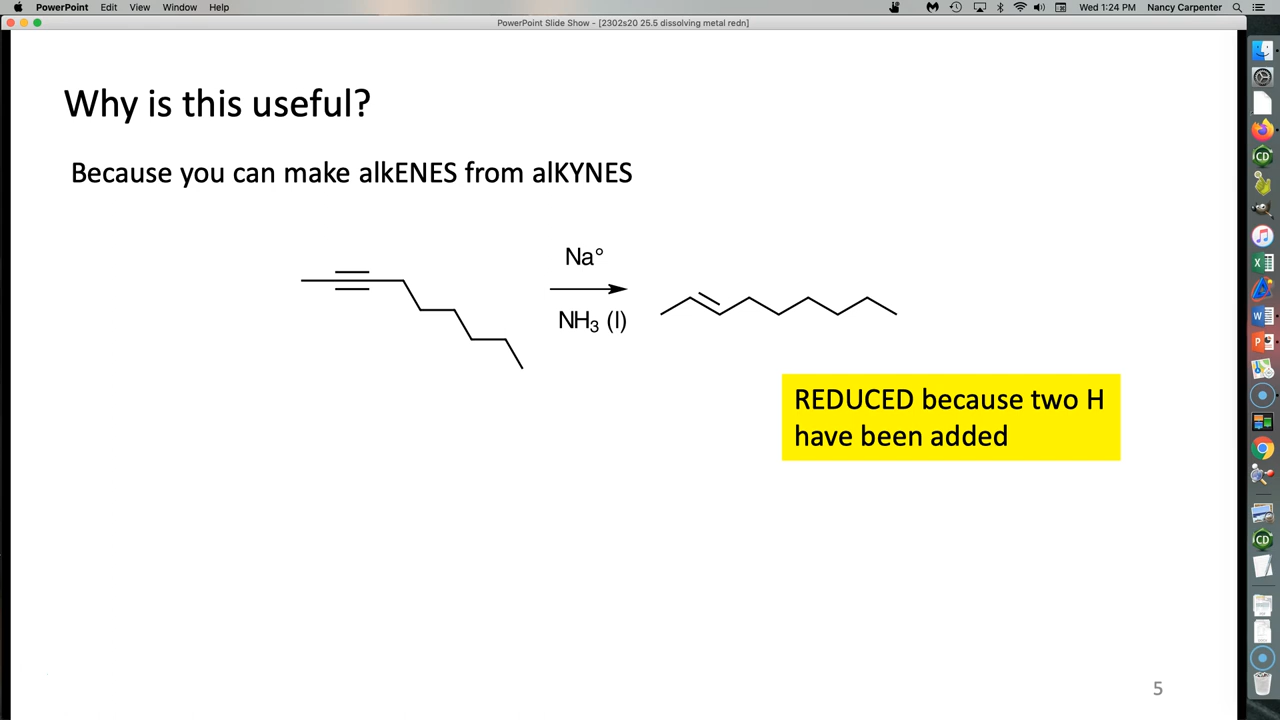 PowerPoint Edit View Window Help Wed 1:24 PM Nancy Carpenter
PowerPoint Slide Show - [2302s20 25.5 dissolving metal redn]
Why is this useful?
Because you can make alkENES from alKYNES
Na°
NH₃ (l)
REDUCED because two H
have been added
5